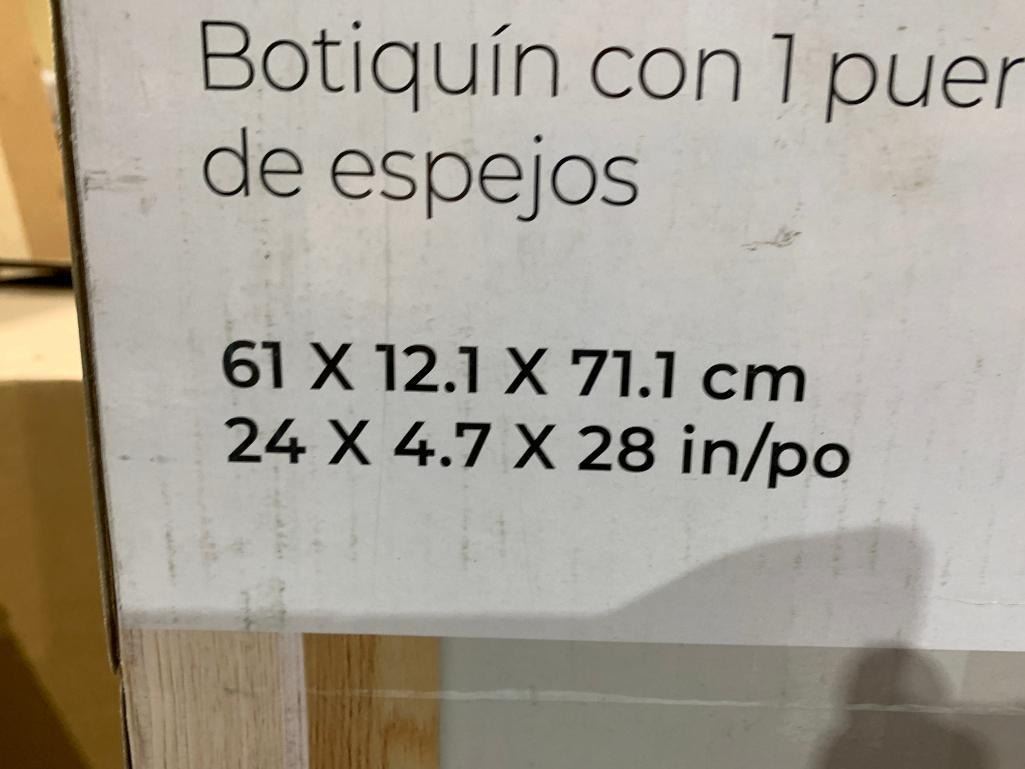 Botiquín con 1 puer
de espejos
61 X 12.1 X 71.1 cm
24 X 4.7 X 28 in/po